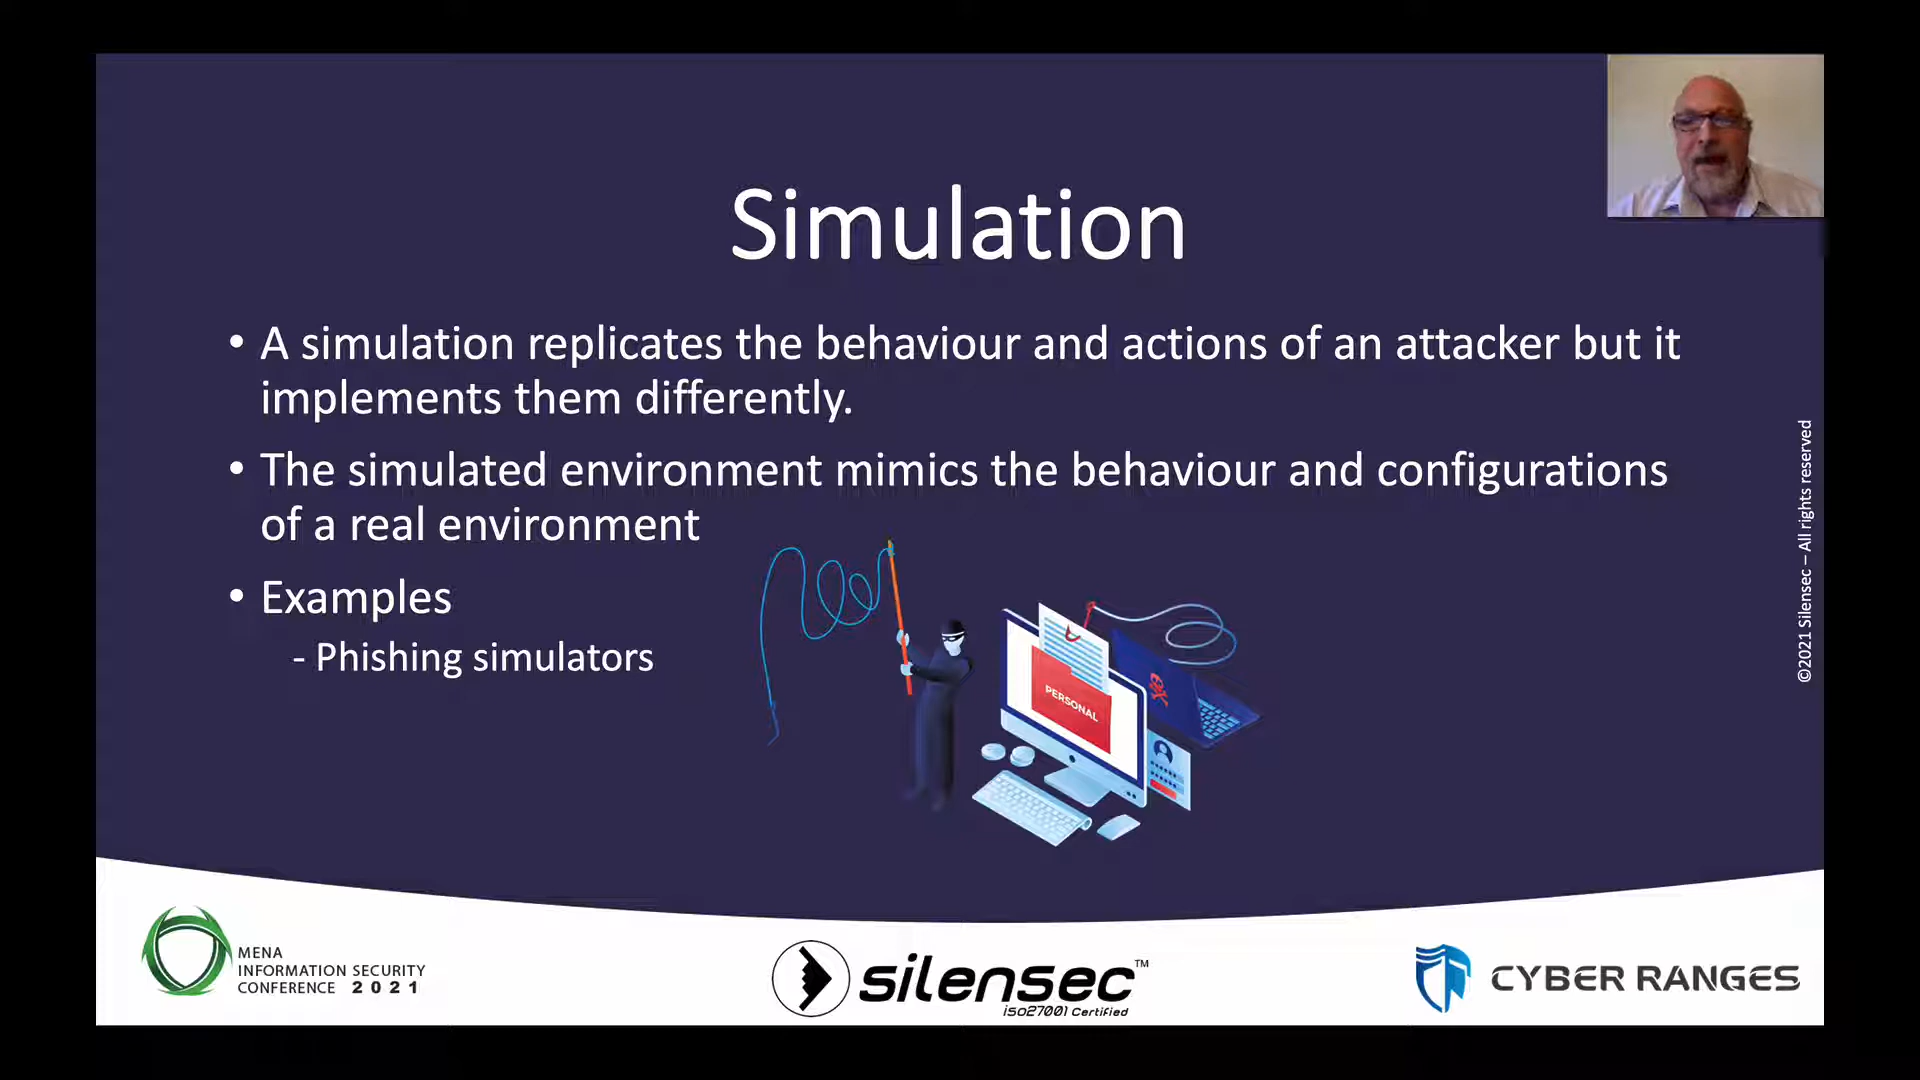 Simulation
• A simulation replicates the behaviour and actions of an attacker but it
implements them differently.
• The simulated environment mimics the behaviour and configurations
of a real environment
• Examples
- Phishing simulators
PERSONAL
©2021 Silensec – All rights reserved
MENA
INFORMATION SECURITY
CONFERENCE 2021
silensec™
iso27001 Certified
CYBER RANGES